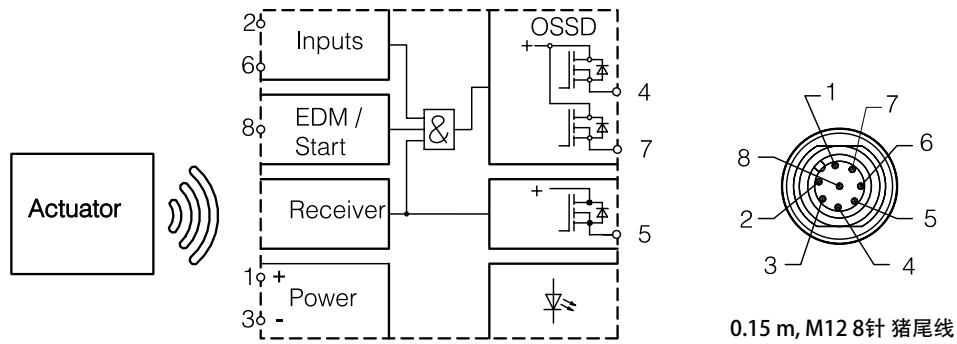 Actuator
2
Inputs
6
8
EDM /
Start
Receiver
1 +
Power
3 -
&
OSSD
+
4
7
+
5
1
7
8
6
2
5
3
4
0.15 m, M12 8针 猪尾线